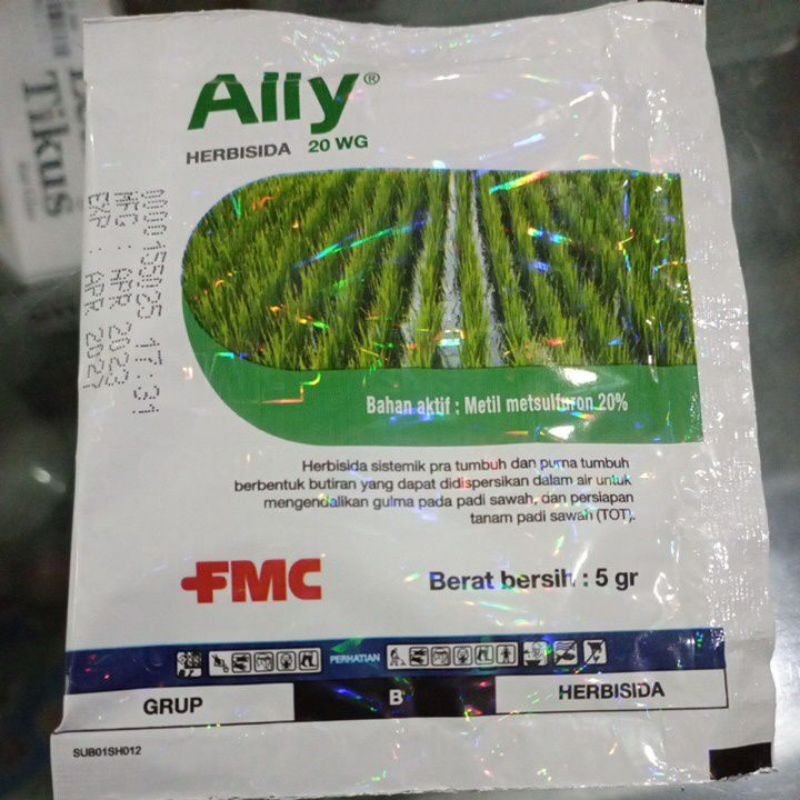 Ally®
HERBISIDA 20 WG
0000155025 17:31
MFG : APR 2023
EXP : APR 2027
Bahan aktif : Metil metsulfuron 20%
Herbisida sistemik pra tumbuh dan purna tumbuh
berbentuk butiran yang dapat didispersikan dalam air untuk
mengendalikan gulma pada padi sawah, dan persiapan
tanam padi sawah (TOT).
FMC
Berat bersih : 5 gr
PERHATIAN
GRUP B HERBISIDA
SUB01SH012
Tikus